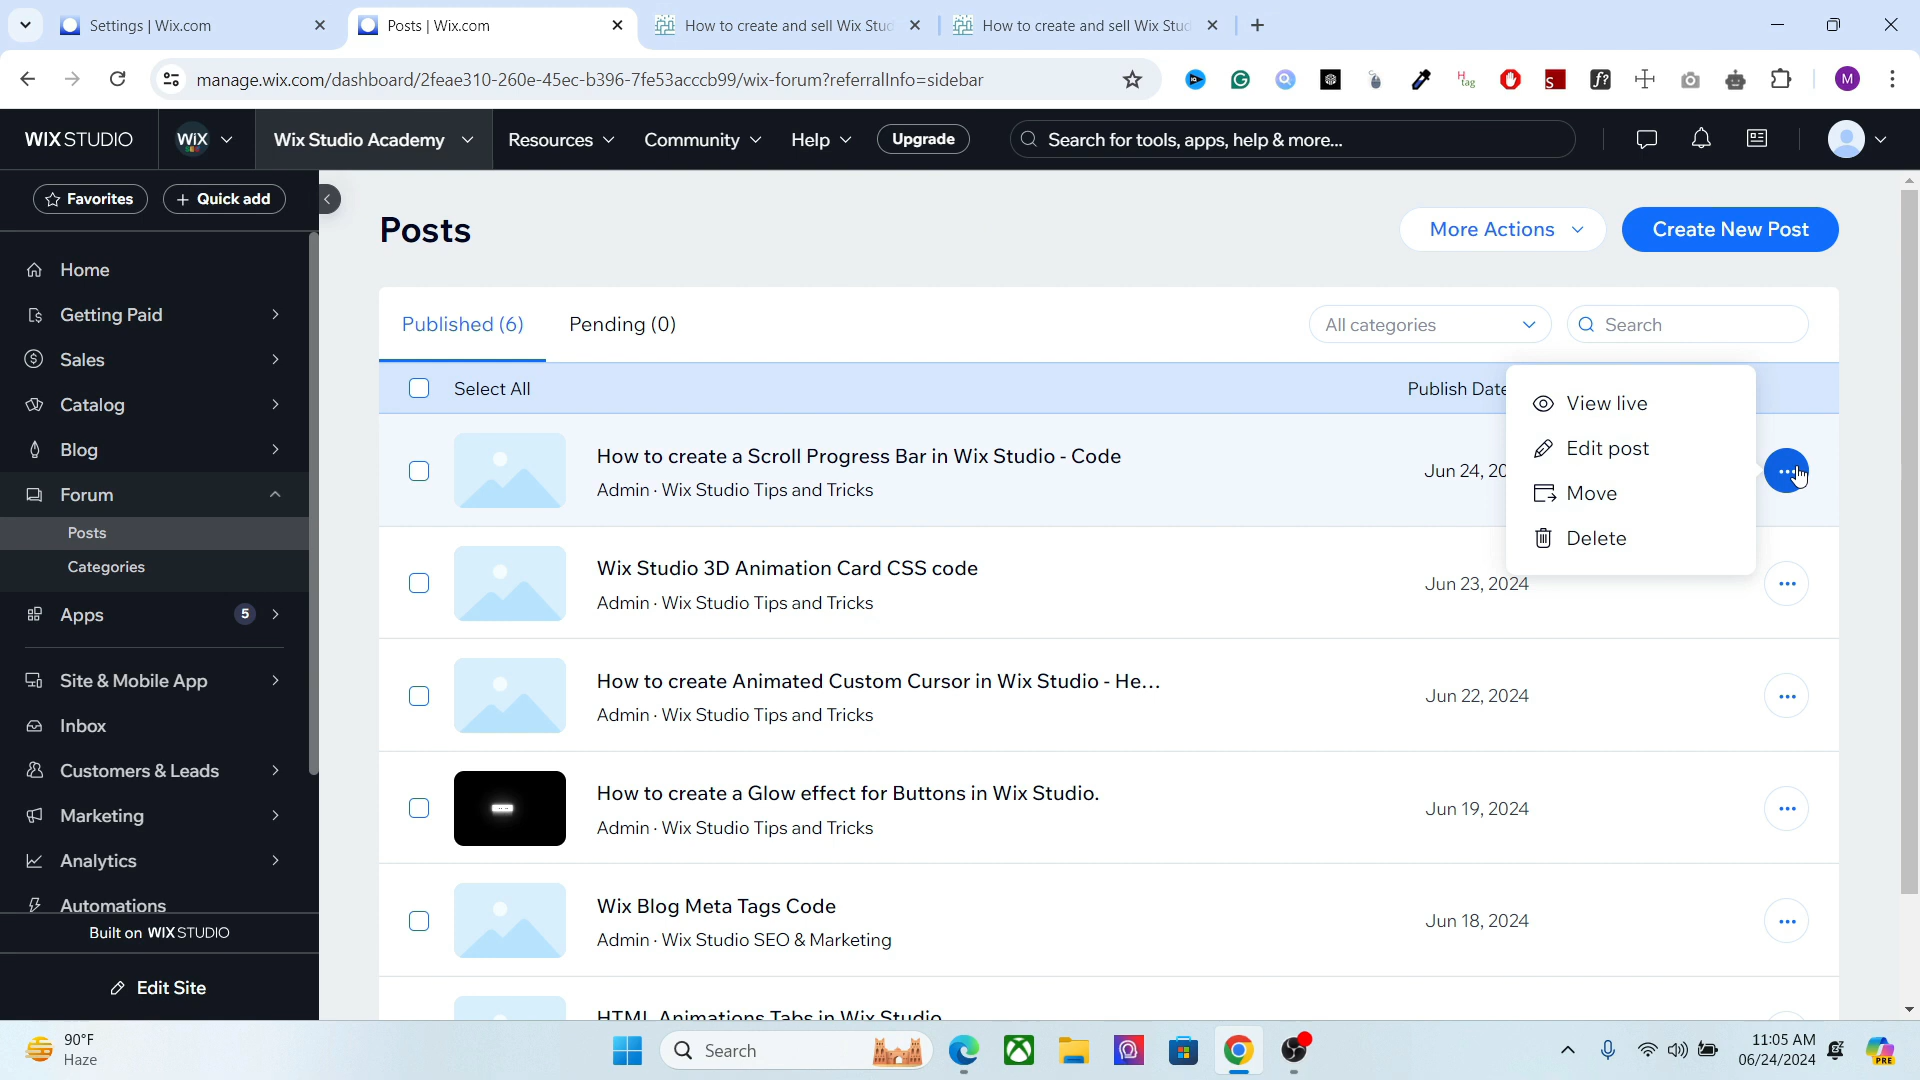 Settings | Wix.com
Posts | Wix.com
How to create and sell Wix Stud
How to create and sell Wix Stud
manage.wix.com/dashboard/2feae310-260e-45ec-b396-7fe53acccb99/wix-forum?referralInfo=sidebar
H
tag
f?
M
WIX STUDIO
WiX
Wix Studio Academy
Resources
Community
Help
Upgrade
Search for tools, apps, help & more...
Favorites
+ Quick add
Home
Getting Paid
Sales
Catalog
Blog
Forum
Posts
Categories
Apps
5
Site & Mobile App
Inbox
Customers & Leads
Marketing
Analytics
Automations
Built on WIX STUDIO
Edit Site
Posts
More Actions
Create New Post
Published (6)
Pending (0)
All categories
Search
Select All
Publish Date
View live
Edit post
Move
Delete
How to create a Scroll Progress Bar in Wix Studio - Code
Admin · Wix Studio Tips and Tricks
Jun 24, 20
Wix Studio 3D Animation Card CSS code
Admin · Wix Studio Tips and Tricks
Jun 23, 2024
How to create Animated Custom Cursor in Wix Studio - He...
Admin · Wix Studio Tips and Tricks
Jun 22, 2024
How to create a Glow effect for Buttons in Wix Studio.
Admin · Wix Studio Tips and Tricks
Jun 19, 2024
Wix Blog Meta Tags Code
Admin · Wix Studio SEO & Marketing
Jun 18, 2024
HTML Animations Tabs in Wix Studio
90°F
Haze
Search
11:05 AM
06/24/2024
PRE